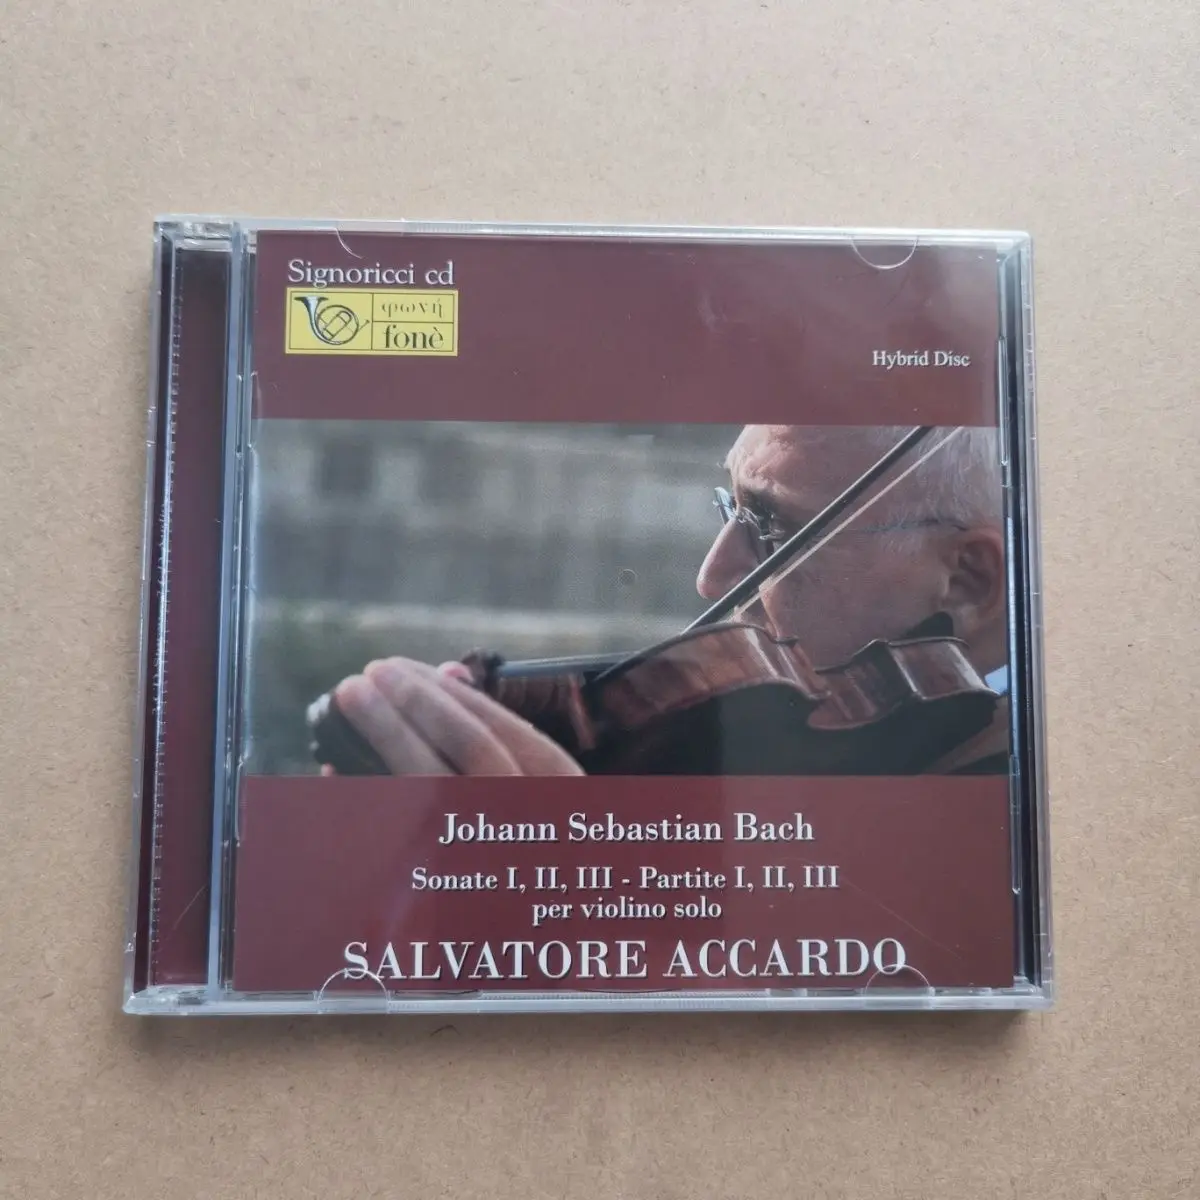 Signoricci cd
φωνή
fonè
Hybrid Disc
Johann Sebastian Bach
Sonate I, II, III - Partite I, II, III
per violino solo
SALVATORE ACCARDO